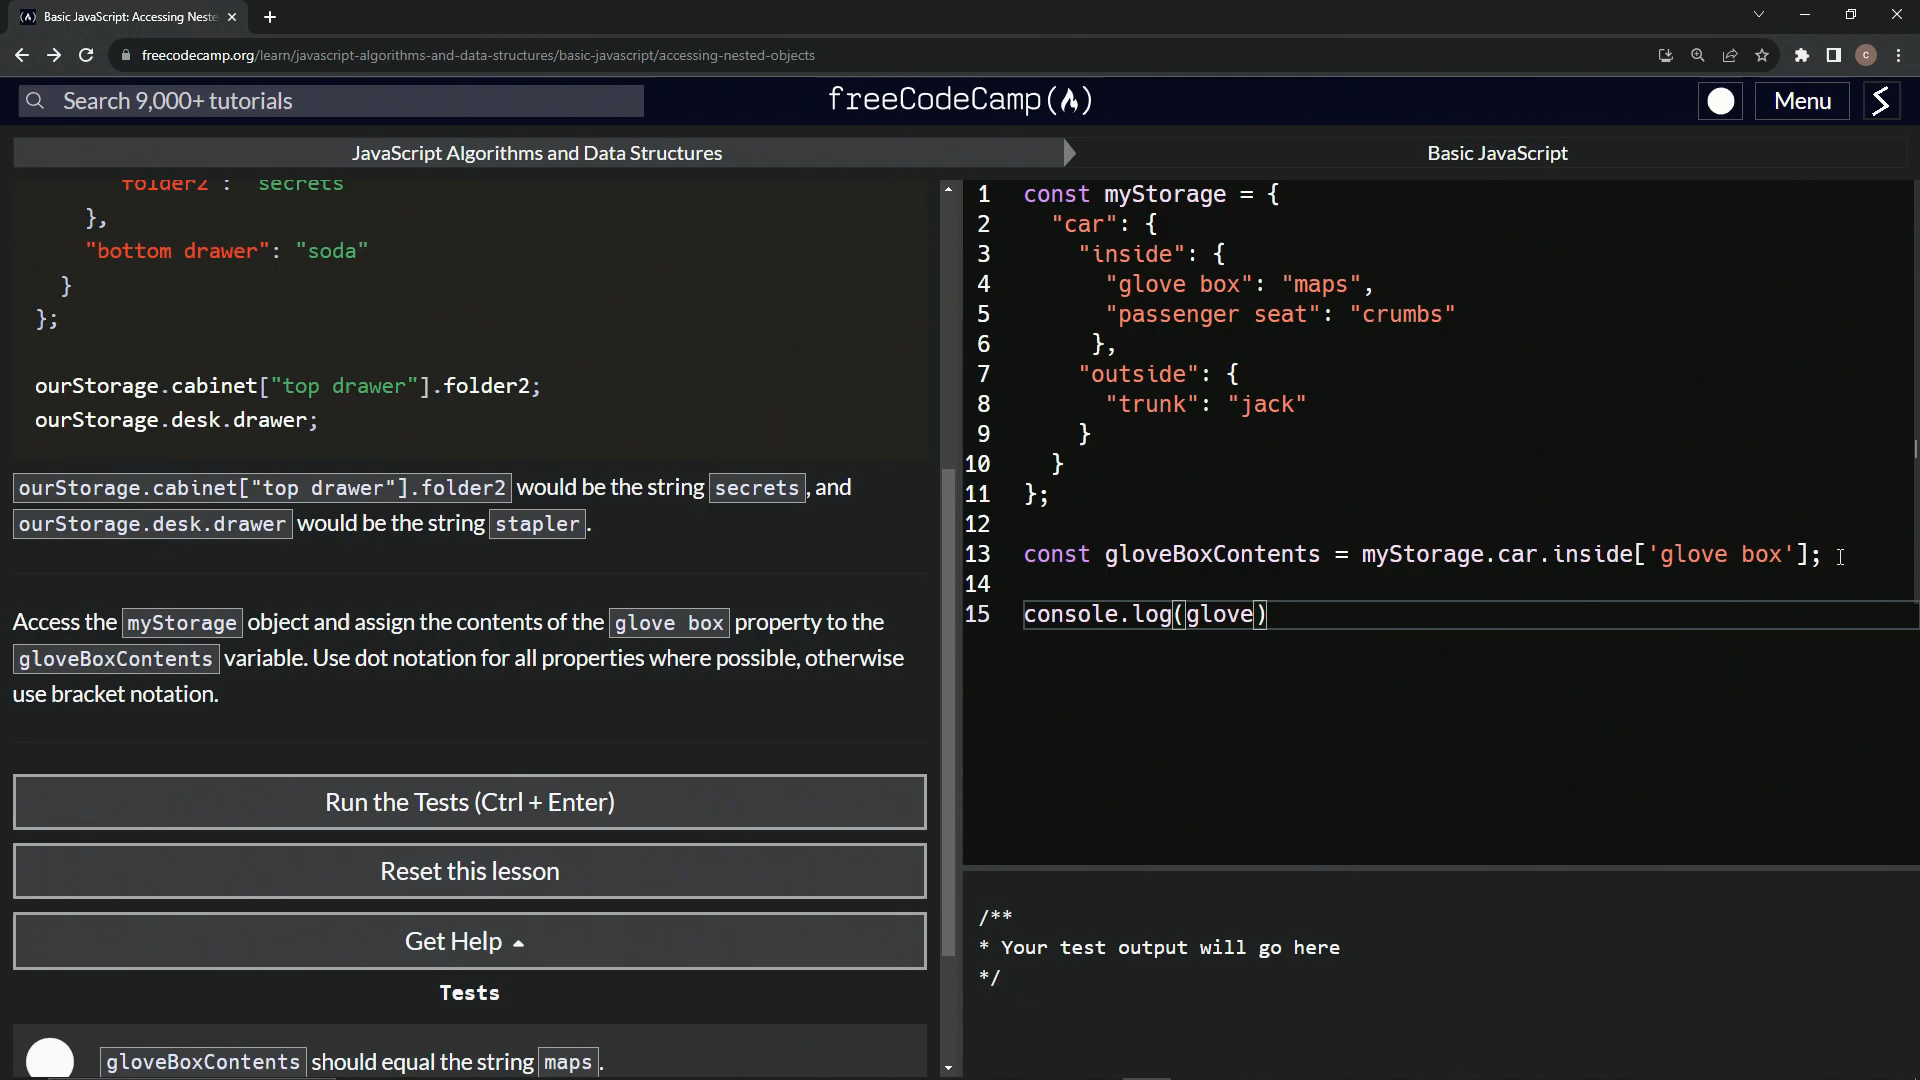 Basic JavaScript: Accessing Neste
freecodecamp.org/learn/javascript-algorithms-and-data-structures/basic-javascript/accessing-nested-objects
c
Search 9,000+ tutorials
freeCodeCamp
Menu
JavaScript Algorithms and Data Structures
Basic JavaScript
folder2 : secrets
},
"bottom drawer": "soda"
}
};
ourStorage.cabinet["top drawer"].folder2;
ourStorage.desk.drawer;
ourStorage.cabinet["top drawer"].folder2 would be the string secrets, and
ourStorage.desk.drawer would be the string stapler.
Access the myStorage object and assign the contents of the glove box property to the
gloveBoxContents variable. Use dot notation for all properties where possible, otherwise
use bracket notation.
Run the Tests (Ctrl + Enter)
Reset this lesson
Get Help
Tests
gloveBoxContents should equal the string maps.
1 const myStorage = {
2 "car": {
3 "inside": {
4 "glove box": "maps",
5 "passenger seat": "crumbs"
6 },
7 "outside": {
8 "trunk": "jack"
9 }
10 }
11 };
12
13 const gloveBoxContents = myStorage.car.inside['glove box'];
14
15 console.log(glove)
/**
* Your test output will go here
*/